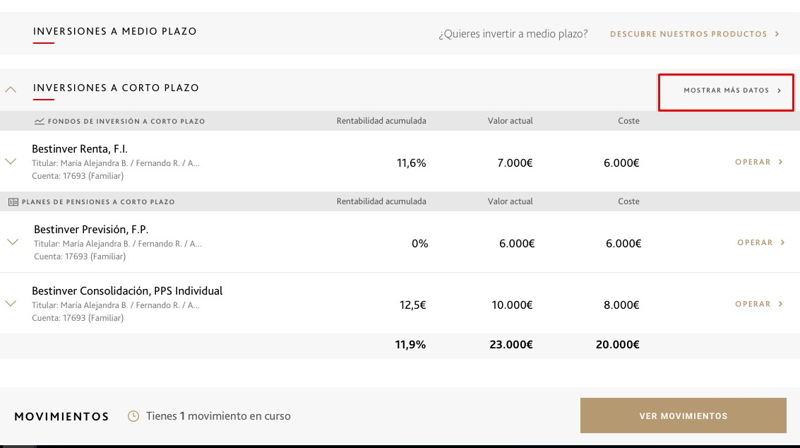 INVERSIONES A MEDIO PLAZO ¿Quieres invertir a medio plazo? DESCUBRE NUESTROS PRODUCTOS
INVERSIONES A CORTO PLAZO MOSTRAR MÁS DATOS
FONDOS DE INVERSIÓN A CORTO PLAZO Rentabilidad acumulada Valor actual Coste
Bestinver Renta, F.I.
Titular: María Alejandra B. / Fernando R. / A...
Cuenta: 17693 (Familiar)
11,6% 7.000€ 6.000€ OPERAR
PLANES DE PENSIONES A CORTO PLAZO Rentabilidad acumulada Valor actual Coste
Bestinver Previsión, F.P.
Titular: María Alejandra B. / Fernando R. / A...
Cuenta: 17693 (Familiar)
0% 6.000€ 6.000€ OPERAR
Bestinver Consolidación, PPS Individual
Titular: María Alejandra B. / Fernando R. / A...
Cuenta: 17693 (Familiar)
12,5€ 10.000€ 8.000€ OPERAR
11,9% 23.000€ 20.000€
MOVIMIENTOS Tienes 1 movimiento en curso VER MOVIMIENTOS